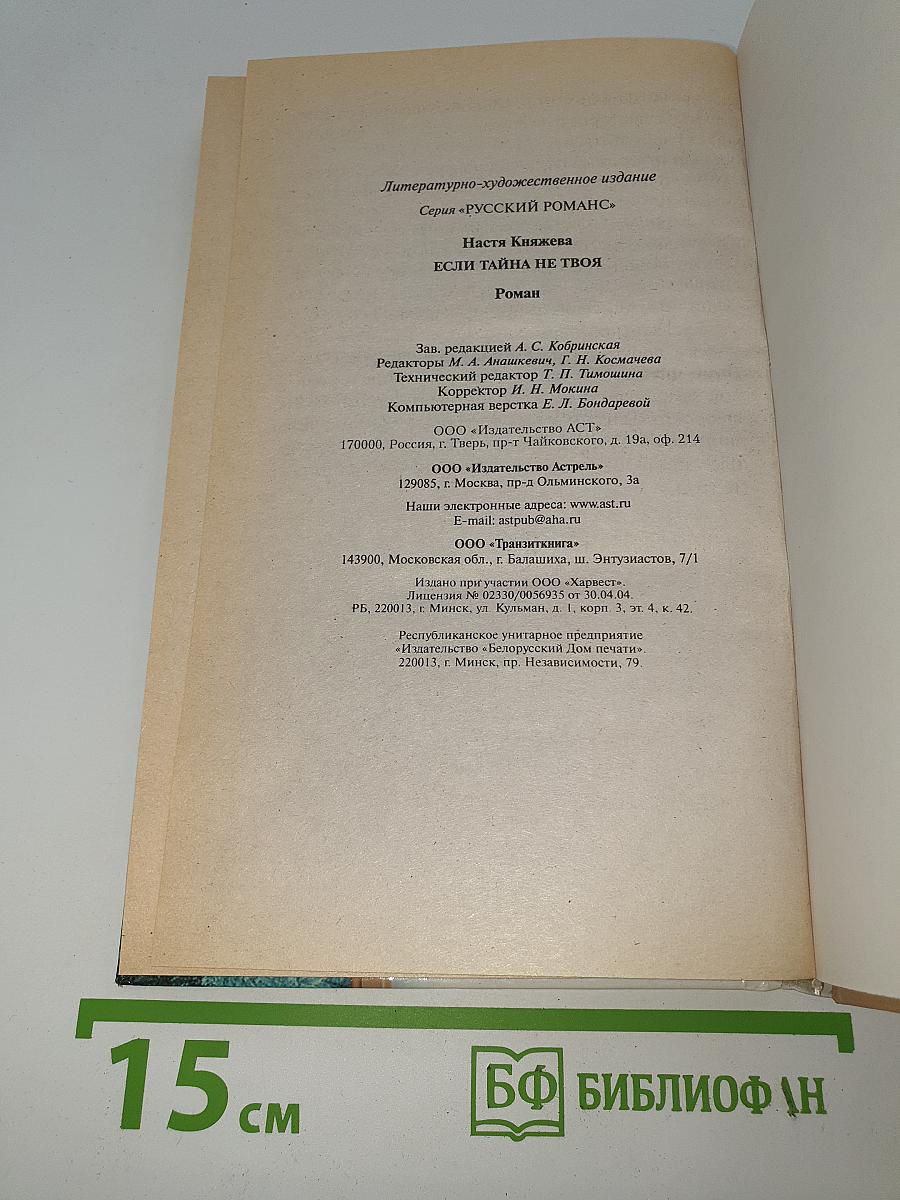 Литературно-художественное издание
Серия «РУССКИЙ РОМАНС»
Настя Княжева
ЕСЛИ ТАЙНА НЕ ТВОЯ
Роман
Зав. редакцией А. С. Кобринская
Редакторы М. А. Анашкевич, Г. Н. Космачева
Технический редактор Т. П. Тимошина
Корректор И. Н. Мокина
Компьютерная верстка Е. Л. Бондаревой
ООО «Издательство АСТ»
170000, Россия, г. Тверь, пр-т Чайковского, д. 19а, оф. 214
ООО «Издательство Астрель»
129085, г. Москва, пр-д Ольминского, 3а
Наши электронные адреса: www.ast.ru
E-mail: astpub@aha.ru
ООО «Транзиткнига»
143900, Московская обл., г. Балашиха, ш. Энтузиастов, 7/1
Издано при участии ООО «Харвест».
Лицензия № 02330/0056935 от 30.04.04.
РБ, 220013, г. Минск, ул. Кульман, д. 1, корп. 3, эт. 4, к. 42.
Республиканское унитарное предприятие
«Издательство «Белорусский Дом печати».
220013, г. Минск, пр. Независимости, 79.
15 см
БФ БИБЛИОФАН